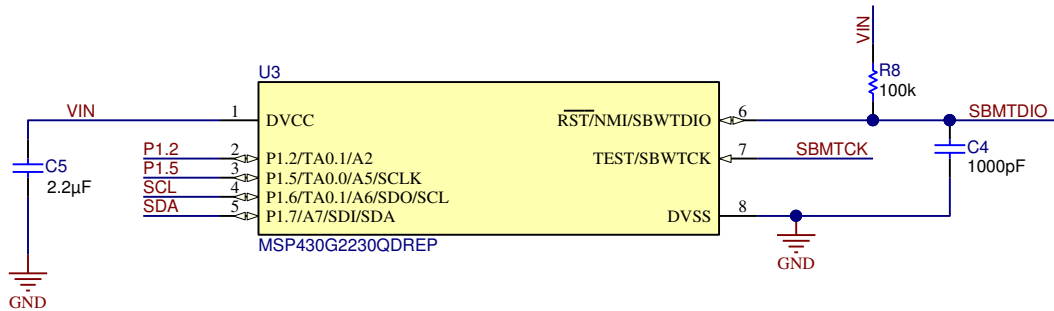 VIN
U3
R8
100k
VIN
1
DVCC
RST/NMI/SBWTDIO
6
SBMTDIO
P1.2
2
P1.2/TA0.1/A2
TEST/SBWTCK
7
SBMTCK
C4
1000pF
C5
2.2µF
P1.5
3
P1.5/TA0.0/A5/SCLK
SCL
4
P1.6/TA0.1/A6/SDO/SCL
SDA
5
P1.7/A7/SDI/SDA
DVSS
8
MSP430G2230QDREP
GND
GND